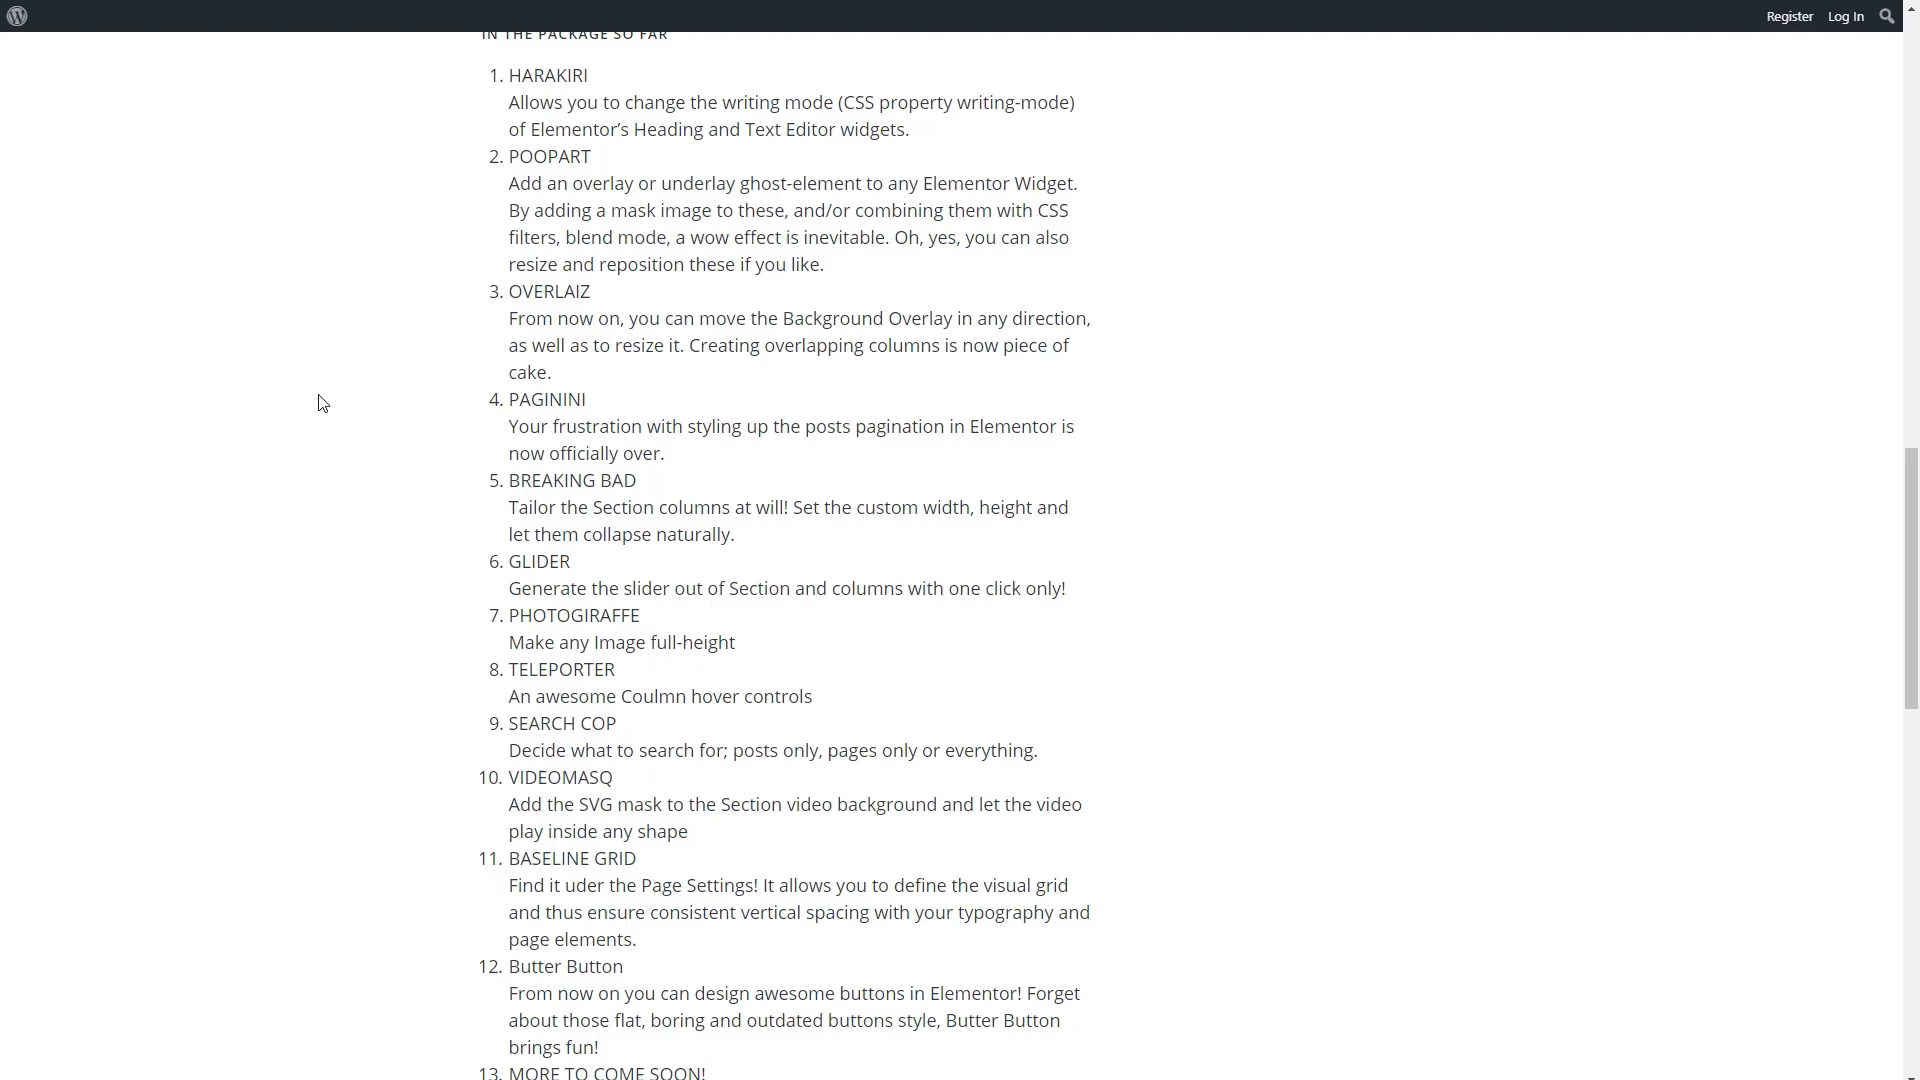 Register Log In
IN THE PACKAGE SO FAR
1. HARAKIRI
Allows you to change the writing mode (CSS property writing-mode)
of Elementor’s Heading and Text Editor widgets.
2. POOPART
Add an overlay or underlay ghost-element to any Elementor Widget.
By adding a mask image to these, and/or combining them with CSS
filters, blend mode, a wow effect is inevitable. Oh, yes, you can also
resize and reposition these if you like.
3. OVERLAIZ
From now on, you can move the Background Overlay in any direction,
as well as to resize it. Creating overlapping columns is now piece of
cake.
4. PAGININI
Your frustration with styling up the posts pagination in Elementor is
now officially over.
5. BREAKING BAD
Tailor the Section columns at will! Set the custom width, height and
let them collapse naturally.
6. GLIDER
Generate the slider out of Section and columns with one click only!
7. PHOTOGIRAFFE
Make any Image full-height
8. TELEPORTER
An awesome Coulmn hover controls
9. SEARCH COP
Decide what to search for; posts only, pages only or everything.
10. VIDEOMASQ
Add the SVG mask to the Section video background and let the video
play inside any shape
11. BASELINE GRID
Find it uder the Page Settings! It allows you to define the visual grid
and thus ensure consistent vertical spacing with your typography and
page elements.
12. Butter Button
From now on you can design awesome buttons in Elementor! Forget
about those flat, boring and outdated buttons style, Butter Button
brings fun!
13. MORE TO COME SOON!